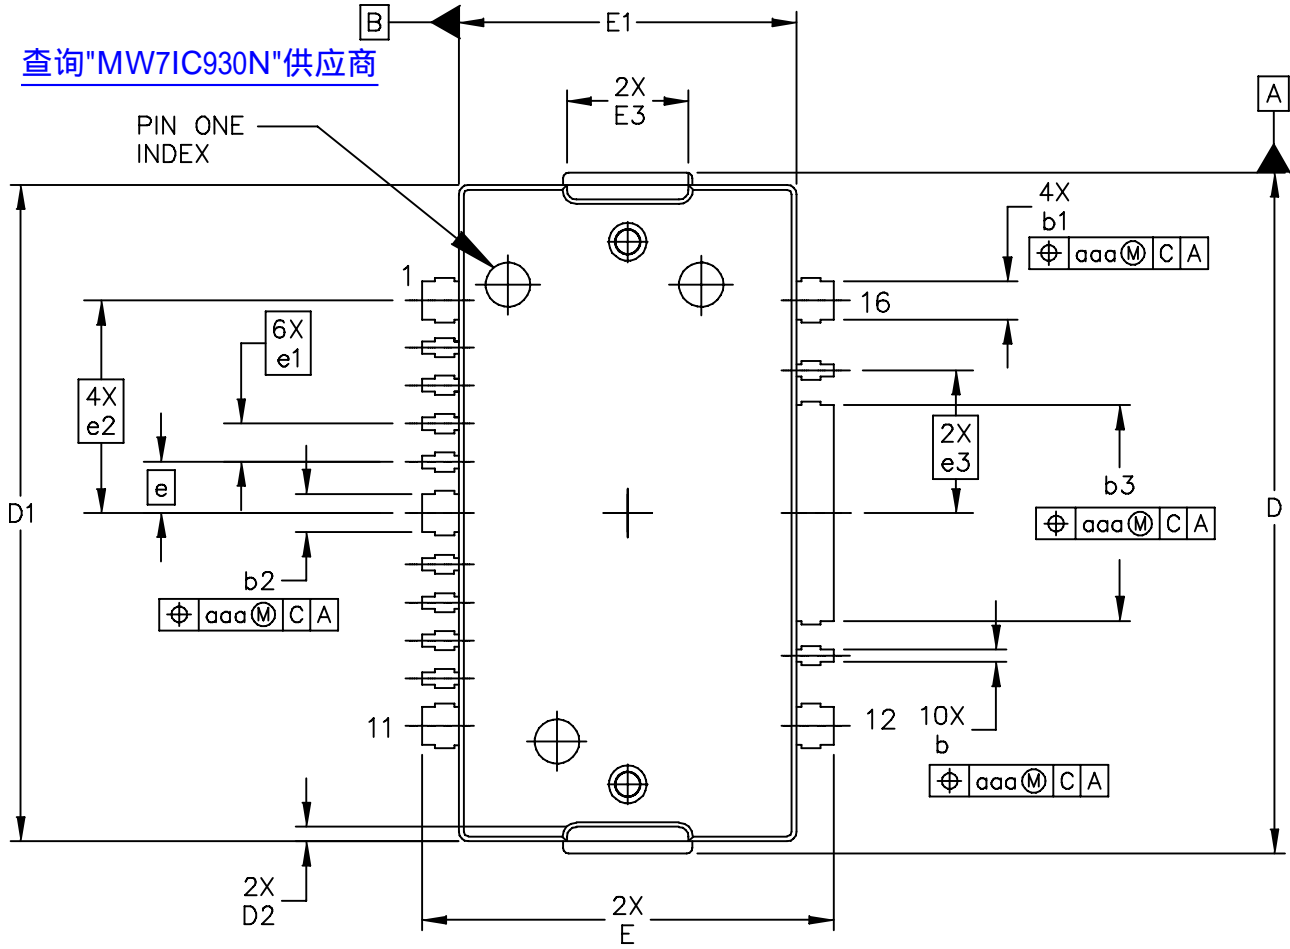 B
E1
查询"MW7IC930N"供应商
2X
E3
A
PIN ONE
INDEX
4X
b1
⌖ aaa Ⓜ C A
1
16
6X
e1
4X
e2
2X
e3
e
b3
⌖ aaa Ⓜ C A
D1
D
b2
⌖ aaa Ⓜ C A
11
12
10X
b
⌖ aaa Ⓜ C A
2X
D2
2X
E